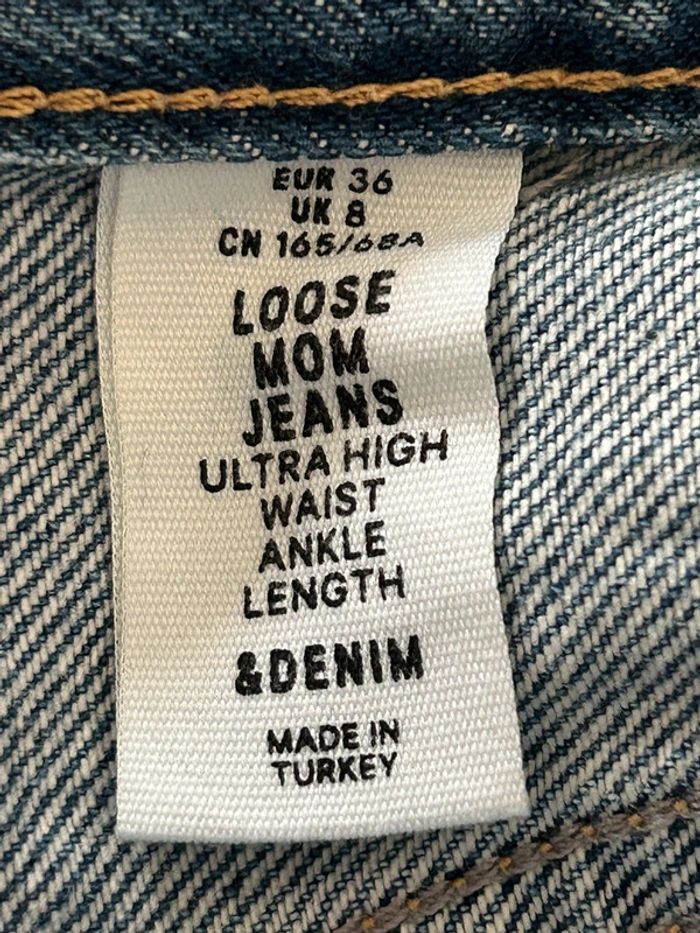 EUR 36
UK 8
CN 165/68A
LOOSE
MOM
JEANS
ULTRA HIGH
WAIST
ANKLE
LENGTH
&DENIM
MADE IN
TURKEY